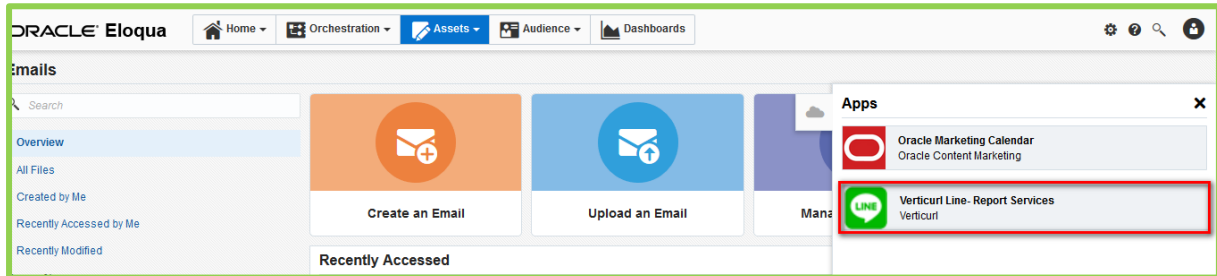 ORACLE Eloqua
Home
Orchestration
Assets
Audience
Dashboards
Emails
Search
Overview
All Files
Created by Me
Recently Accessed by Me
Recently Modified
Create an Email
Upload an Email
Mana
Recently Accessed
Apps
Oracle Marketing Calendar
Oracle Content Marketing
LINE
Verticurl Line- Report Services
Verticurl